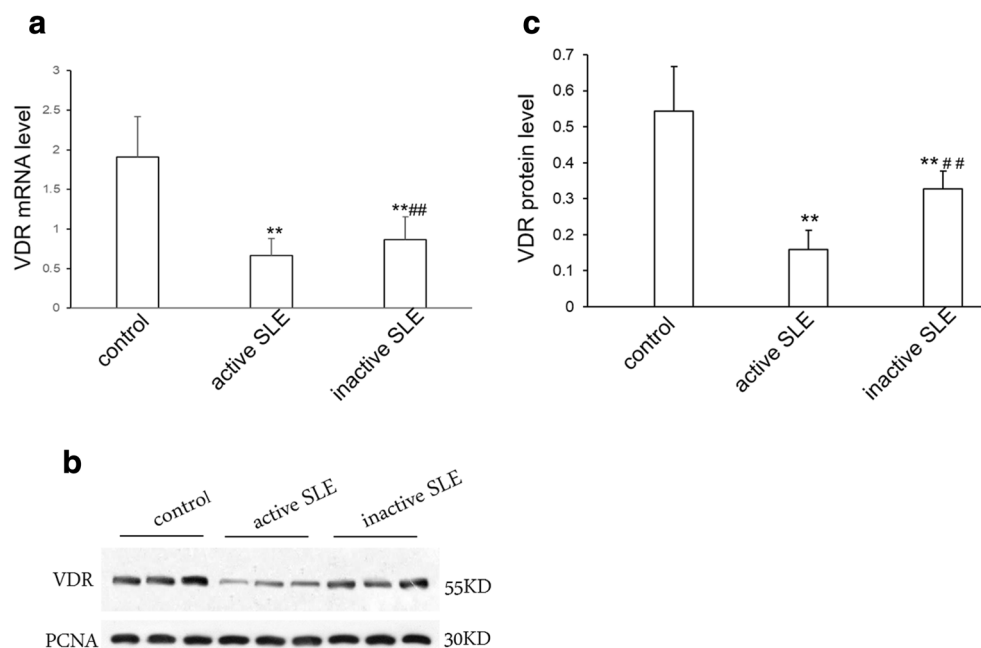 a
VDR mRNA level
3
2.5
2
1.5
1
0.5
0
**
**##
control
active SLE
inactive SLE
c
VDR protein level
0.7
0.6
0.5
0.4
0.3
0.2
0.1
0
**
**##
control
active SLE
inactive SLE
b
control
active SLE
inactive SLE
VDR
55KD
PCNA
30KD